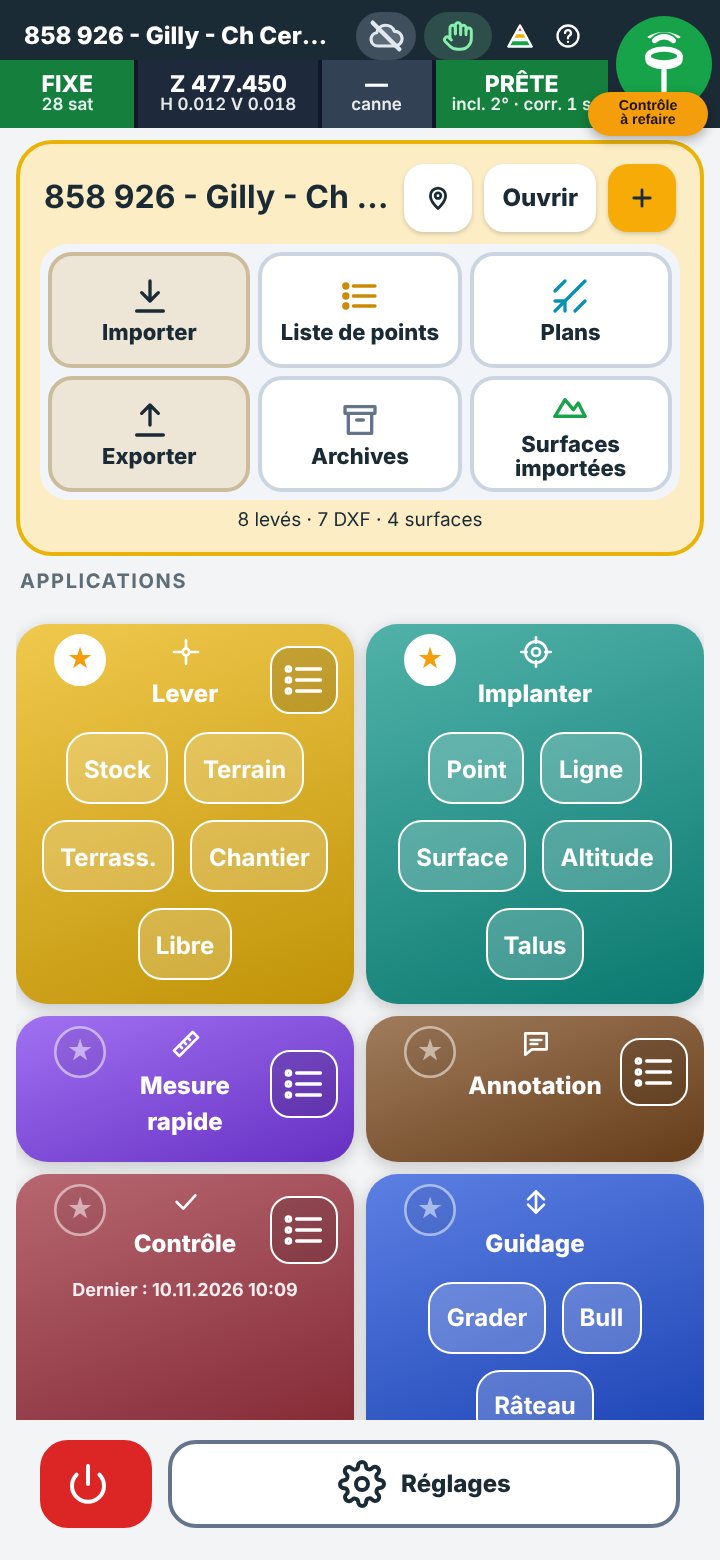 858 926 - Gilly - Ch Cer...
FIXE
28 sat
Z 477.450
H 0.012 V 0.018
—
canne
PRÊTE
incl. 2° · corr. 1 s
Contrôle
à refaire
858 926 - Gilly - Ch ...
Ouvrir
+
Importer
Liste de points
Plans
Exporter
Archives
Surfaces
importées
8 levés · 7 DXF · 4 surfaces
APPLICATIONS
Lever
Stock
Terrain
Terrass.
Chantier
Libre
Implanter
Point
Ligne
Surface
Altitude
Talus
Mesure
rapide
Annotation
Contrôle
Dernier : 10.11.2026 10:09
Guidage
Grader
Bull
Râteau
Réglages